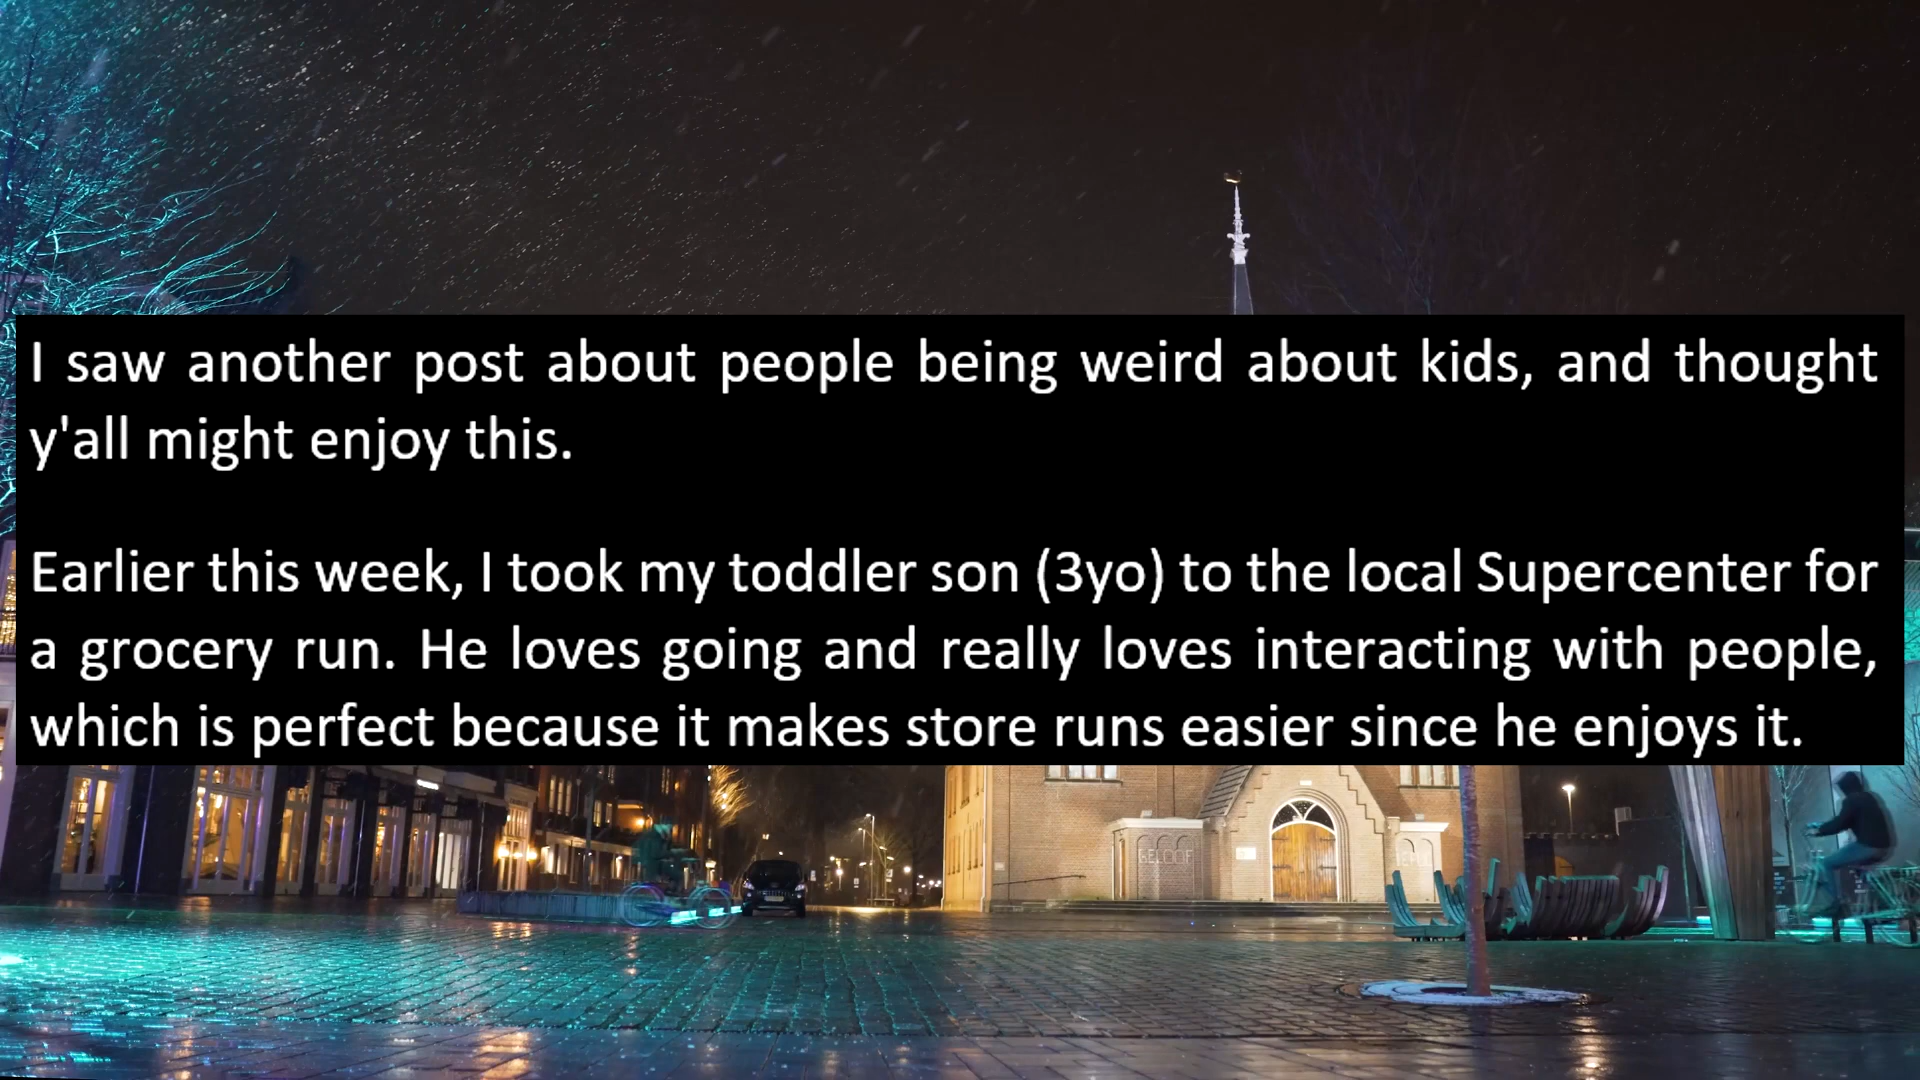 I saw another post about people being weird about kids, and thought
y'all might enjoy this.
Earlier this week, I took my toddler son (3yo) to the local Supercenter for
a grocery run. He loves going and really loves interacting with people,
which is perfect because it makes store runs easier since he enjoys it.
GELOOF